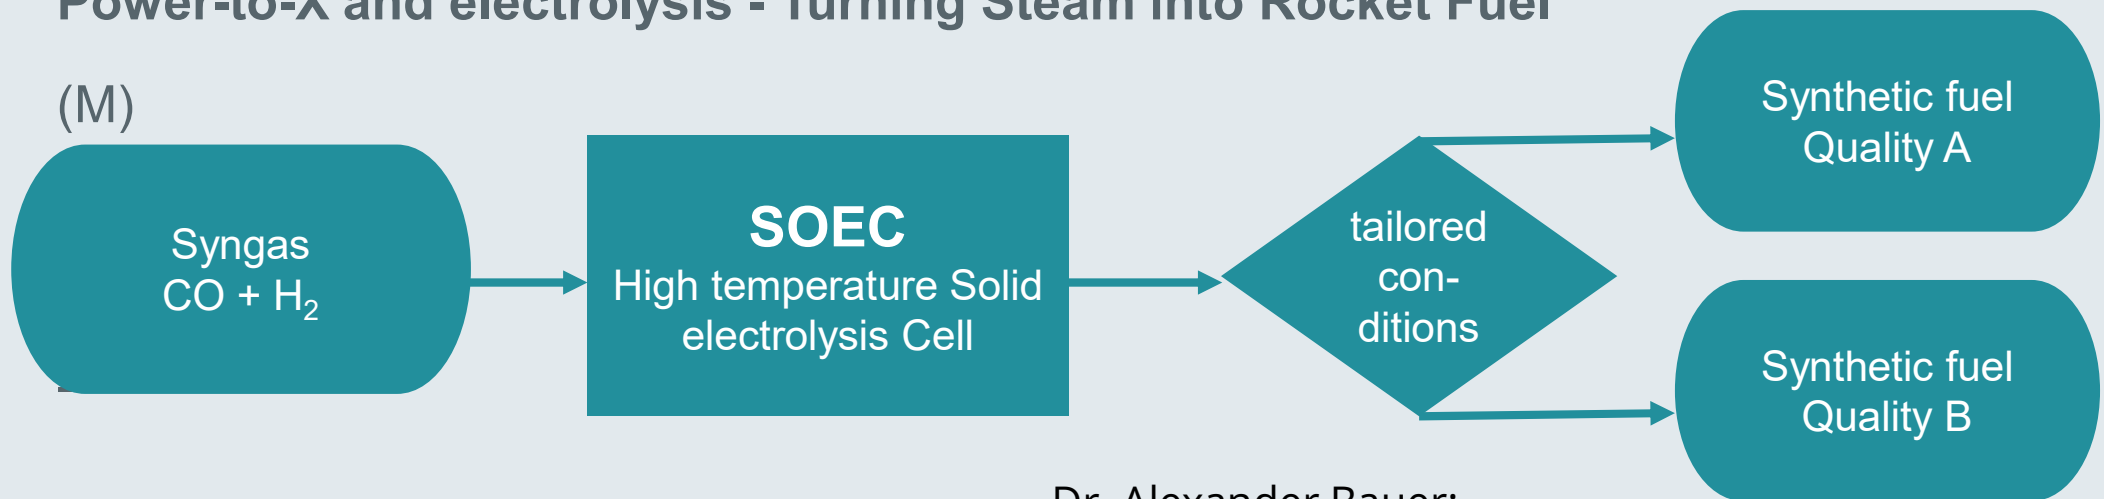 Power-to-X and electrolysis - Turning Steam into Rocket Fuel
(M)
Syngas
CO + H₂
SOEC
High temperature Solid
electrolysis Cell
tailored
con-
ditions
Synthetic fuel
Quality A
Synthetic fuel
Quality B
Dr. Alexander Bauer: